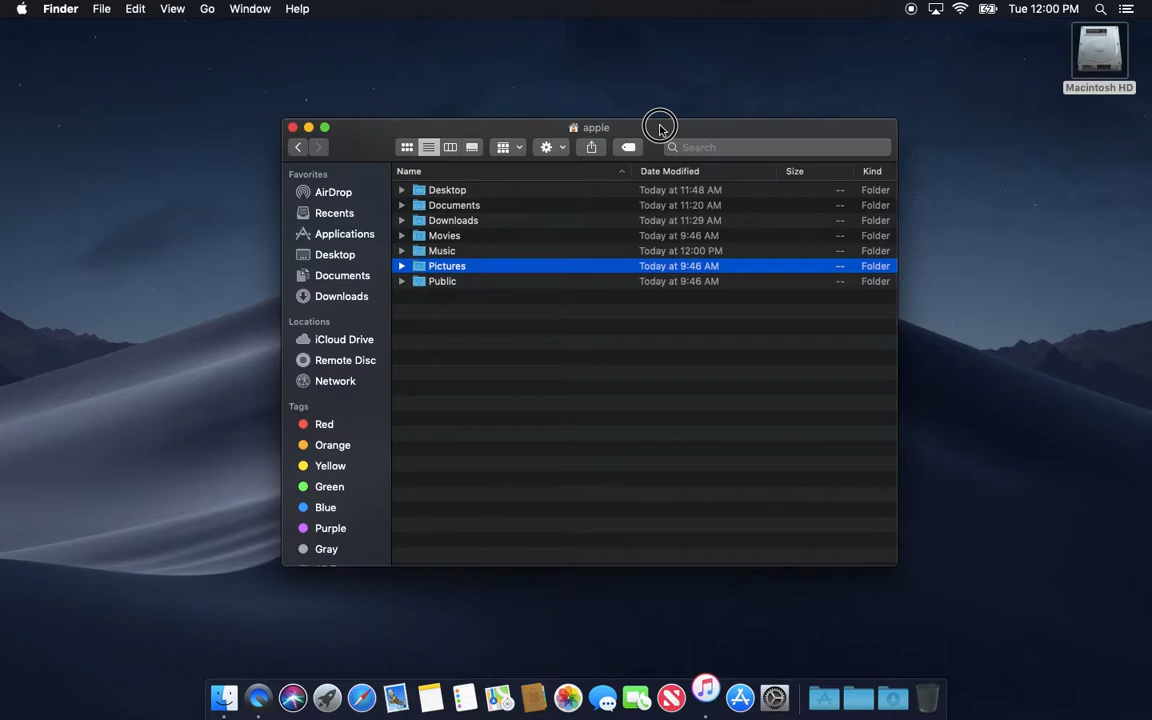 Finder File Edit View Go Window Help Tue 12:00 PM
Macintosh HD
apple
Search
Favorites
AirDrop
Recents
Applications
Desktop
Documents
Downloads
Locations
iCloud Drive
Remote Disc
Network
Tags
Red
Orange
Yellow
Green
Blue
Purple
Gray
Name Date Modified Size Kind
Desktop Today at 11:48 AM -- Folder
Documents Today at 11:20 AM -- Folder
Downloads Today at 11:29 AM -- Folder
Movies Today at 9:46 AM -- Folder
Music Today at 12:00 PM -- Folder
Pictures Today at 9:46 AM -- Folder
Public Today at 9:46 AM -- Folder